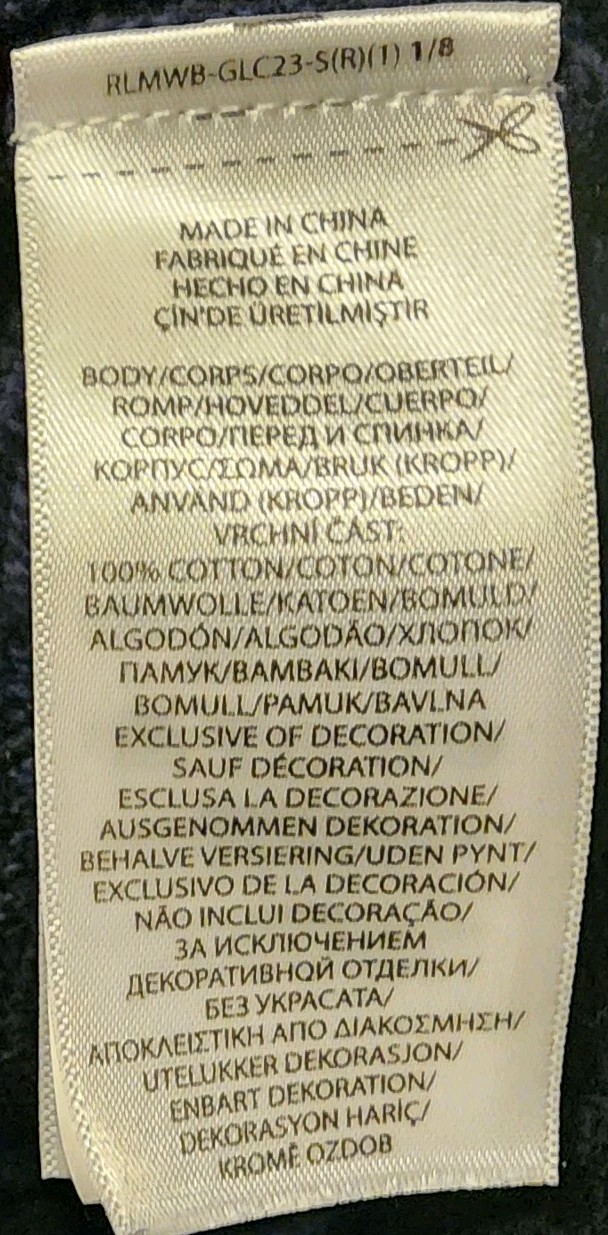 RLMWB-GLC23-S(R)(1) 1/8
MADE IN CHINA
FABRIQUÉ EN CHINE
HECHO EN CHINA
ÇİN'DE ÜRETİLMİŞTİR
BODY/CORPS/CORPO/OBERTEIL/
ROMP/HOVEDDEL/CUERPO/
CORPO/ПЕРЕД И СПИНКА/
КОРПУС/ΣΩΜΑ/BRUK (KROPP)/
ANVÄND (KROPP)/BEDEN/
VRCHNÍ ČÁST:
100% COTTON/COTON/COTONE/
BAUMWOLLE/KATOEN/BOMULD/
ALGODÓN/ALGODÃO/ХЛОПОК/
ПАМУК/ΒΑΜΒΑΚΙ/BOMULL/
BOMULL/PAMUK/BAVLNA
EXCLUSIVE OF DECORATION/
SAUF DÉCORATION/
ESCLUSA LA DECORAZIONE/
AUSGENOMMEN DEKORATION/
BEHALVE VERSIERING/UDEN PYNT/
EXCLUSIVO DE LA DECORACIÓN/
NÃO INCLUI DECORAÇÃO/
ЗА ИСКЛЮЧЕНИЕМ
ДЕКОРАТИВНОЙ ОТДЕЛКИ/
БЕЗ УКРАСАТА/
ΑΠΟΚΛΕΙΣΤΙΚΗ ΑΠΟ ΔΙΑΚΟΣΜΗΣΗ/
UTELUKKER DEKORASJON/
ENBART DEKORATION/
DEKORASYON HARİÇ/
KROMĚ OZDOB